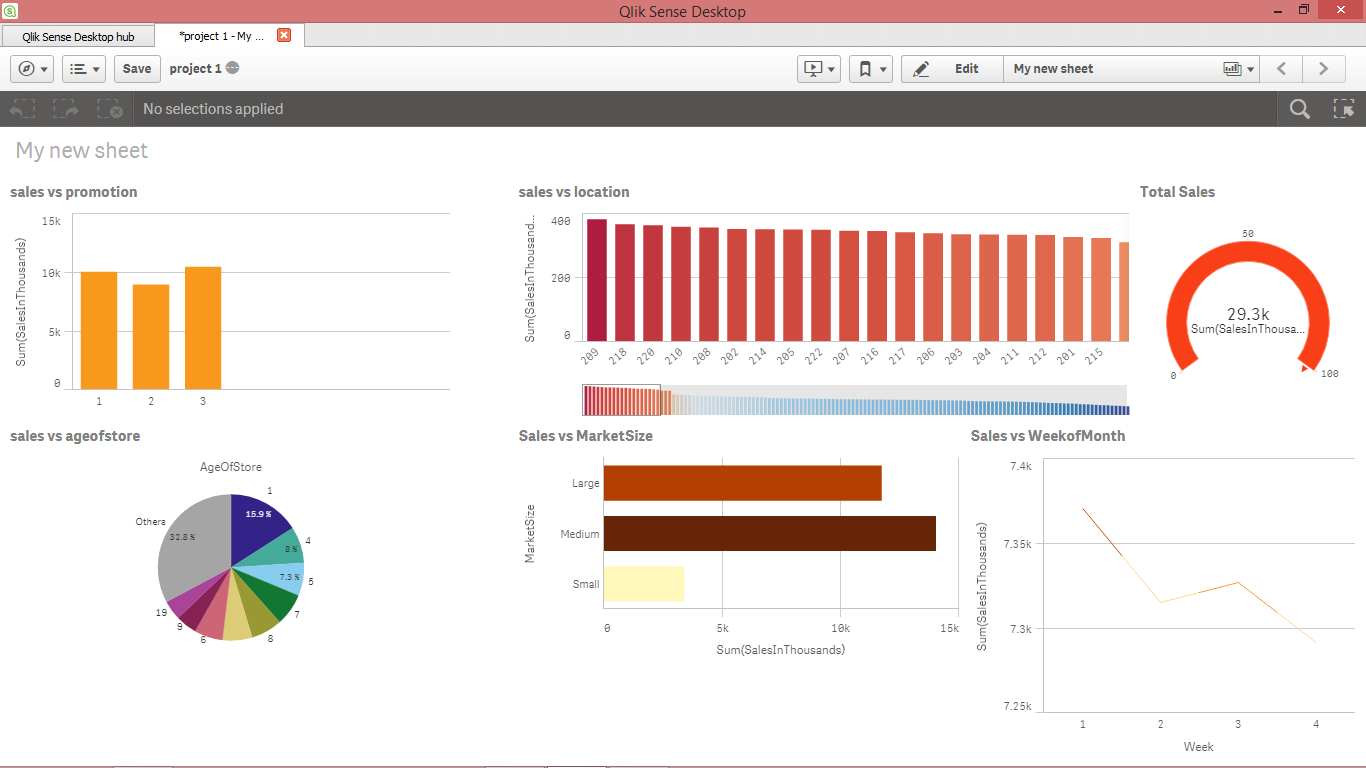 Qlik Sense Desktop
Qlik Sense Desktop hub
*project 1 - My ...
Save
project 1
Edit
My new sheet
No selections applied
My new sheet
sales vs promotion
Sum(SalesInThousands)
15k
10k
5k
0
1 2 3
sales vs location
Sum(SalesInThousand...
400
200
0
209 218 220 210 208 202 214 205 222 207 216 217 206 203 204 211 212 201 215
Total Sales
50
29.3k
Sum(SalesInThousa...
0
100
sales vs ageofstore
AgeOfStore
1
15.9 %
Others
32.8 %
4
8 %
5
7.3 %
7
8
6
9
19
Sales vs MarketSize
MarketSize
Large
Medium
Small
0 5k 10k 15k
Sum(SalesInThousands)
Sales vs WeekofMonth
Sum(SalesInThousands)
7.4k
7.35k
7.3k
7.25k
1 2 3 4
Week